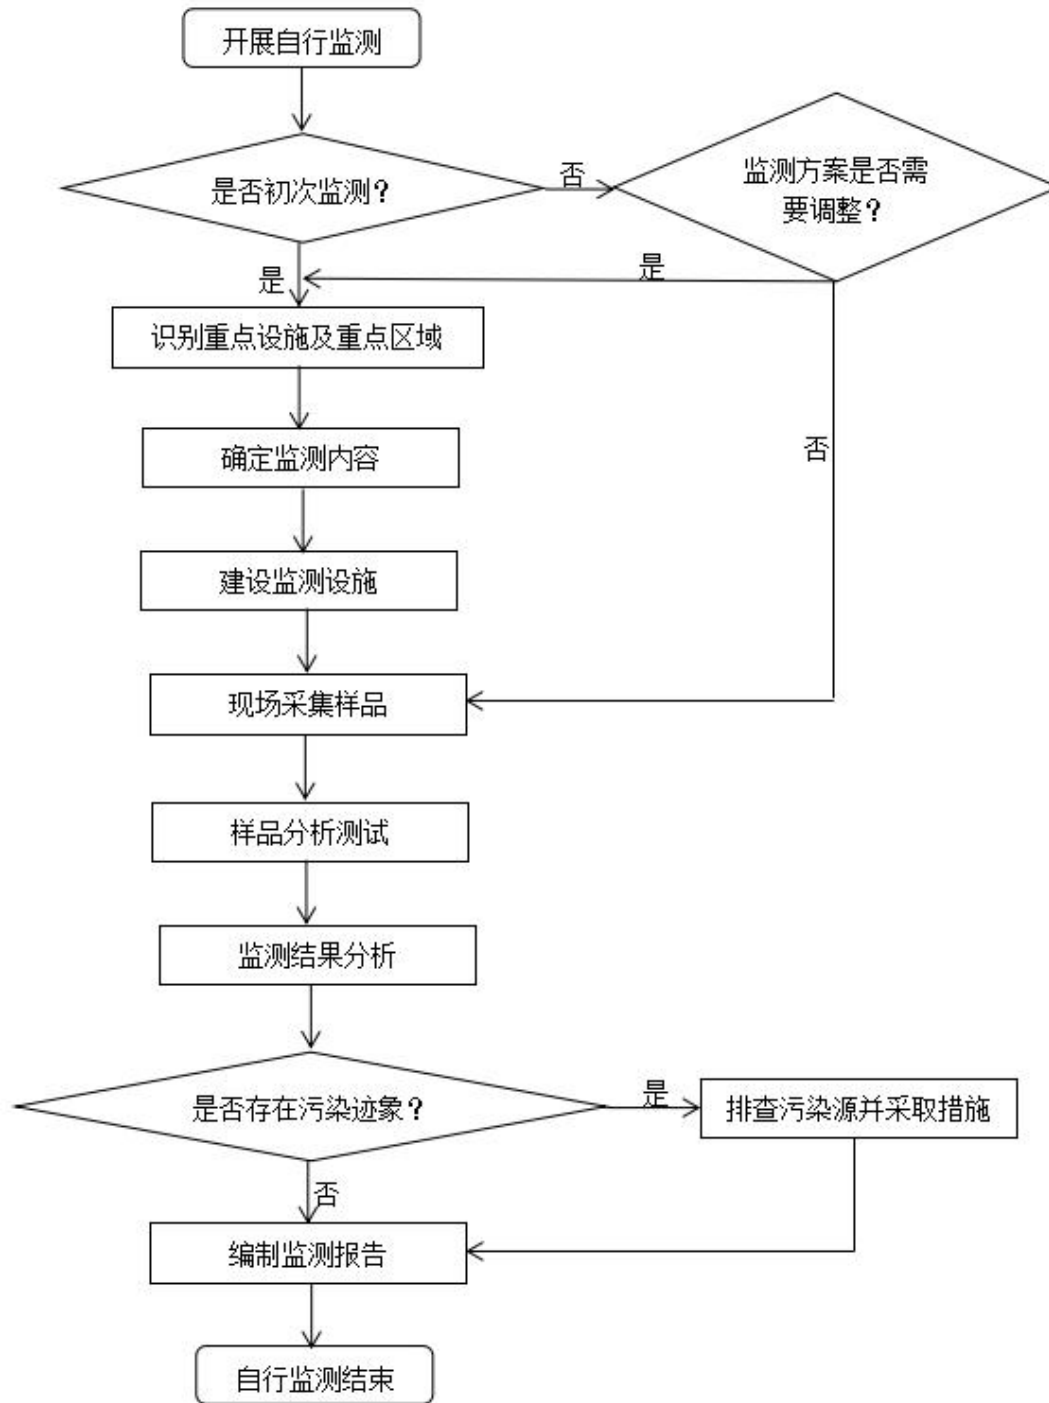 开展自行监测
是否初次监测？
否
监测方案是否需
要调整？
是
是
识别重点设施及重点区域
确定监测内容
否
建设监测设施
现场采集样品
样品分析测试
监测结果分析
是否存在污染迹象？
是
排查污染源并采取措施
否
编制监测报告
自行监测结束